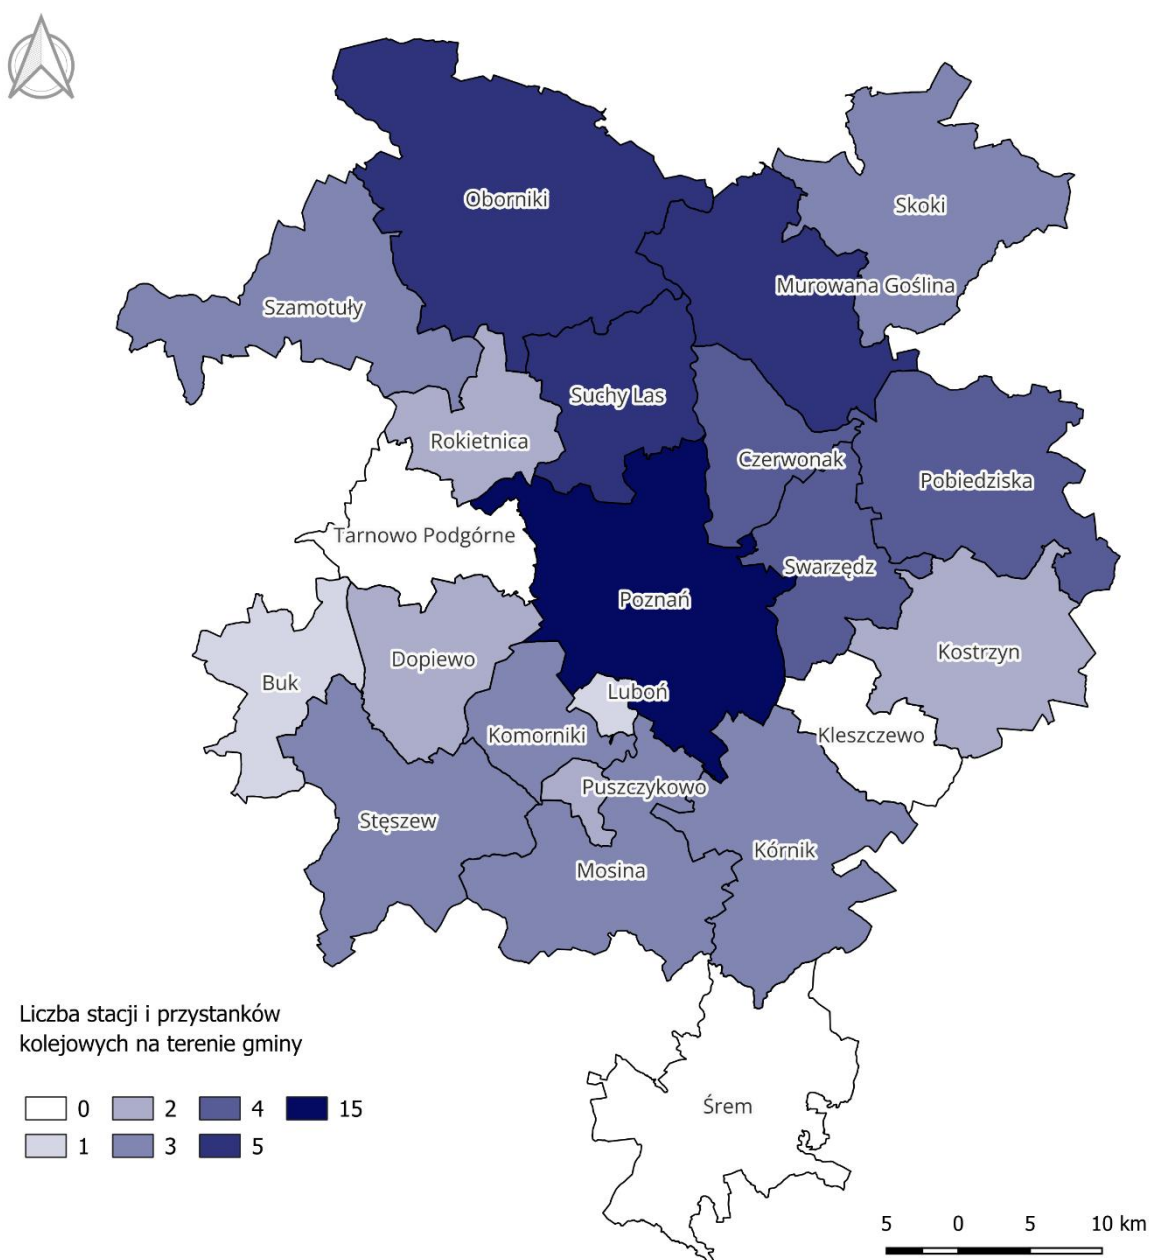 Oborniki
Skoki
Murowana Goślina
Szamotuły
Suchy Las
Rokietnica
Czerwonak
Pobiedziska
Tarnowo Podgórne
Swarzędz
Poznań
Kostrzyn
Dopiewo
Buk
Luboń
Komorniki
Kleszczewo
Puszczykowo
Stęszew
Kórnik
Mosina
Śrem
Liczba stacji i przystanków
kolejowych na terenie gminy
0 2 4 15
1 3 5
5 0 5 10 km